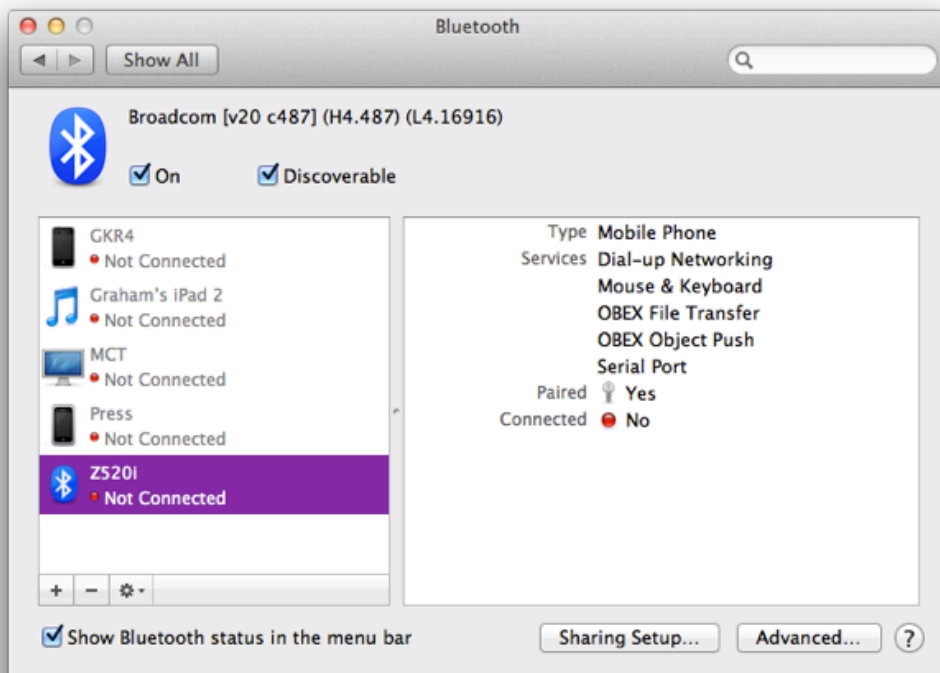 Bluetooth
Show All
Broadcom [v20 c487] (H4.487) (L4.16916)
On Discoverable
GKR4
Not Connected
Graham's iPad 2
Not Connected
MCT
Not Connected
Press
Not Connected
Z520i
Not Connected
Type Mobile Phone
Services Dial-up Networking
Mouse & Keyboard
OBEX File Transfer
OBEX Object Push
Serial Port
Paired Yes
Connected No
Show Bluetooth status in the menu bar Sharing Setup... Advanced... ?